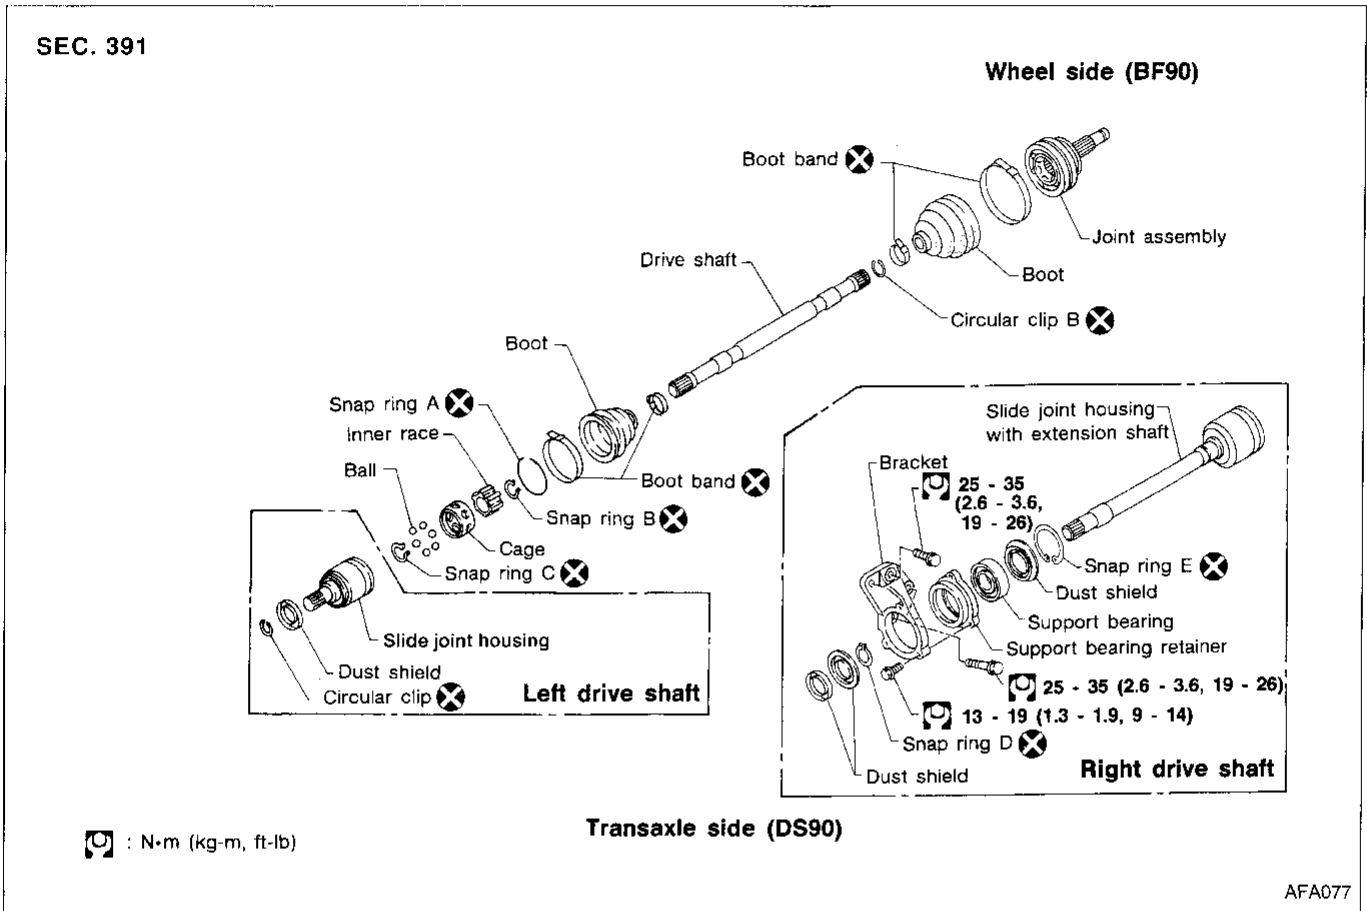 SEC. 391
Wheel side (BF90)
Boot band
Joint assembly
Drive shaft
Boot
Circular clip B
Boot
Snap ring A
Inner race
Ball
Boot band
Snap ring B
Cage
Snap ring C
Slide joint housing
Dust shield
Circular clip
Left drive shaft
Slide joint housing
with extension shaft
Bracket
25 - 35
(2.6 - 3.6,
19 - 26)
Snap ring E
Dust shield
Support bearing
Support bearing retainer
25 - 35 (2.6 - 3.6, 19 - 26)
13 - 19 (1.3 - 1.9, 9 - 14)
Snap ring D
Dust shield
Right drive shaft
Transaxle side (DS90)
: N•m (kg-m, ft-lb)
AFA077